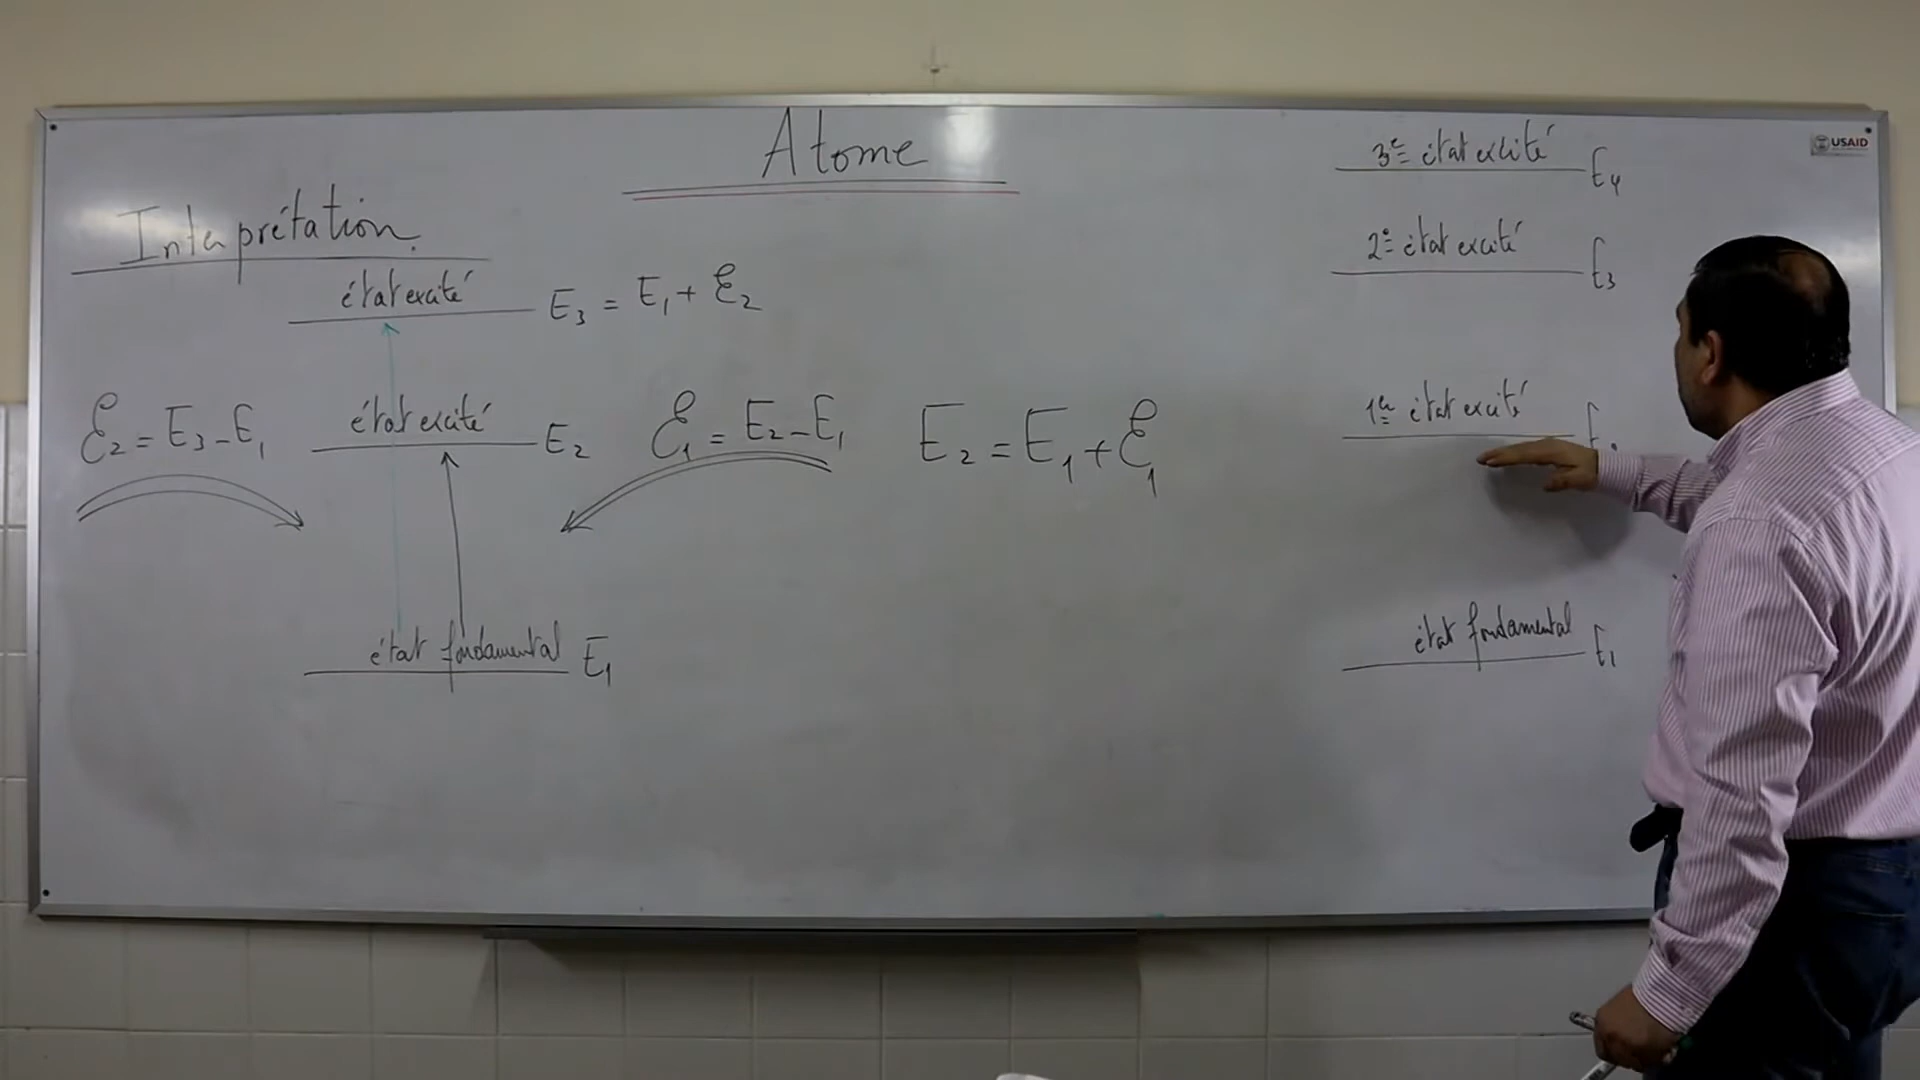 Atome
USAID
Interprétation.
état excité E3 = E1 + ℰ2
ℰ2 = E3 - E1
état excité E2
ℰ1 = E2 - E1
E2 = E1 + ℰ1
état fondamental E1
3e état excité E4
2e état excité E3
1er état excité
état fondamental E1